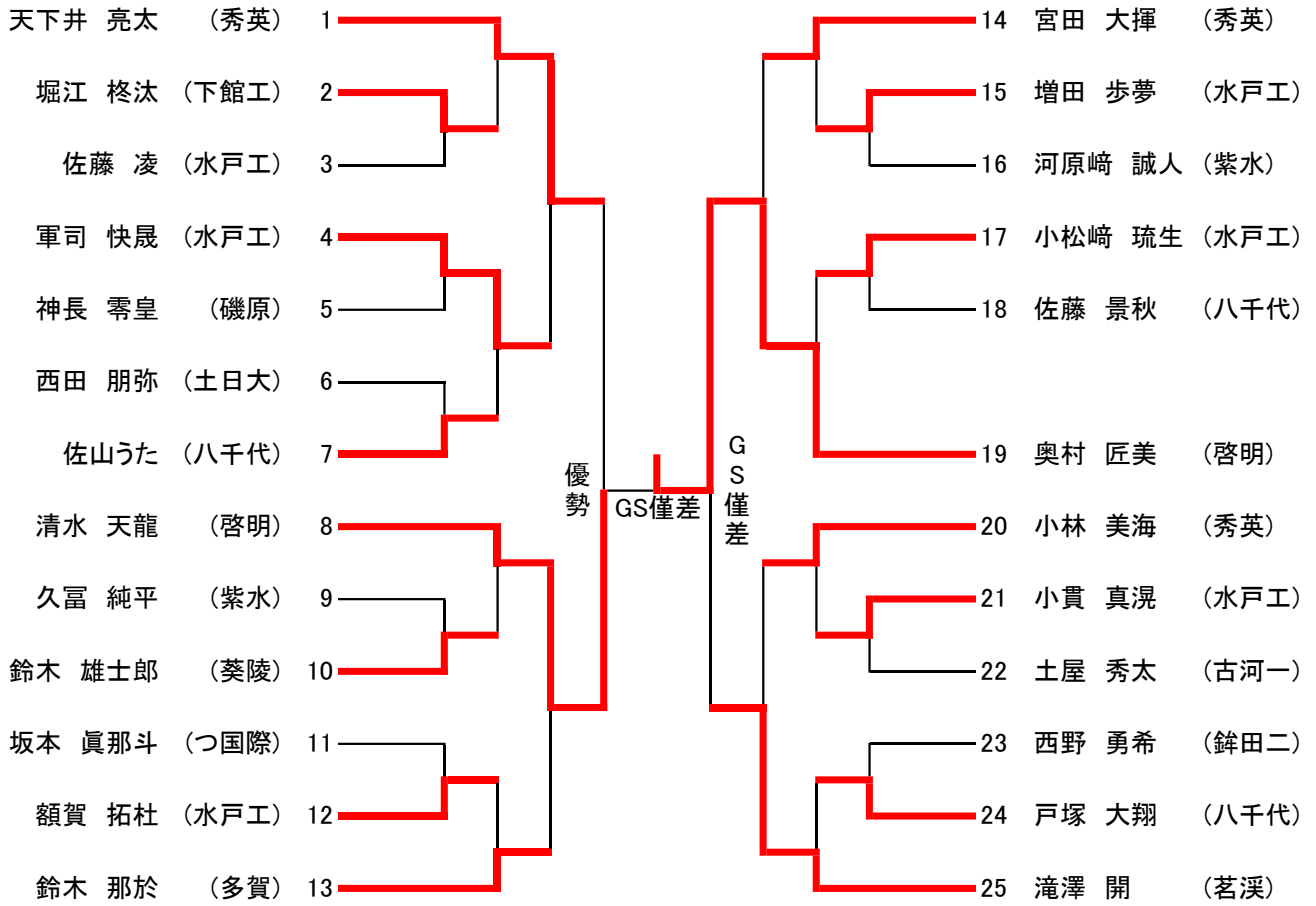 天下井 亮太 (秀英) 1
堀江 柊汰 (下館工) 2
佐藤 凌 (水戸工) 3
軍司 快晟 (水戸工) 4
神長 零皇 (磯原) 5
西田 朋弥 (土日大) 6
佐山うた (八千代) 7
清水 天龍 (啓明) 8
久冨 純平 (紫水) 9
鈴木 雄士郎 (葵陵) 10
坂本 眞那斗 (つ国際) 11
額賀 拓杜 (水戸工) 12
鈴木 那於 (多賀) 13
優勢
GS僅差
GS僅差
14 宮田 大揮 (秀英)
15 増田 歩夢 (水戸工)
16 河原﨑 誠人 (紫水)
17 小松﨑 琉生 (水戸工)
18 佐藤 景秋 (八千代)
19 奥村 匠美 (啓明)
20 小林 美海 (秀英)
21 小貫 真滉 (水戸工)
22 土屋 秀太 (古河一)
23 西野 勇希 (鉾田二)
24 戸塚 大翔 (八千代)
25 滝澤 開 (茗渓)